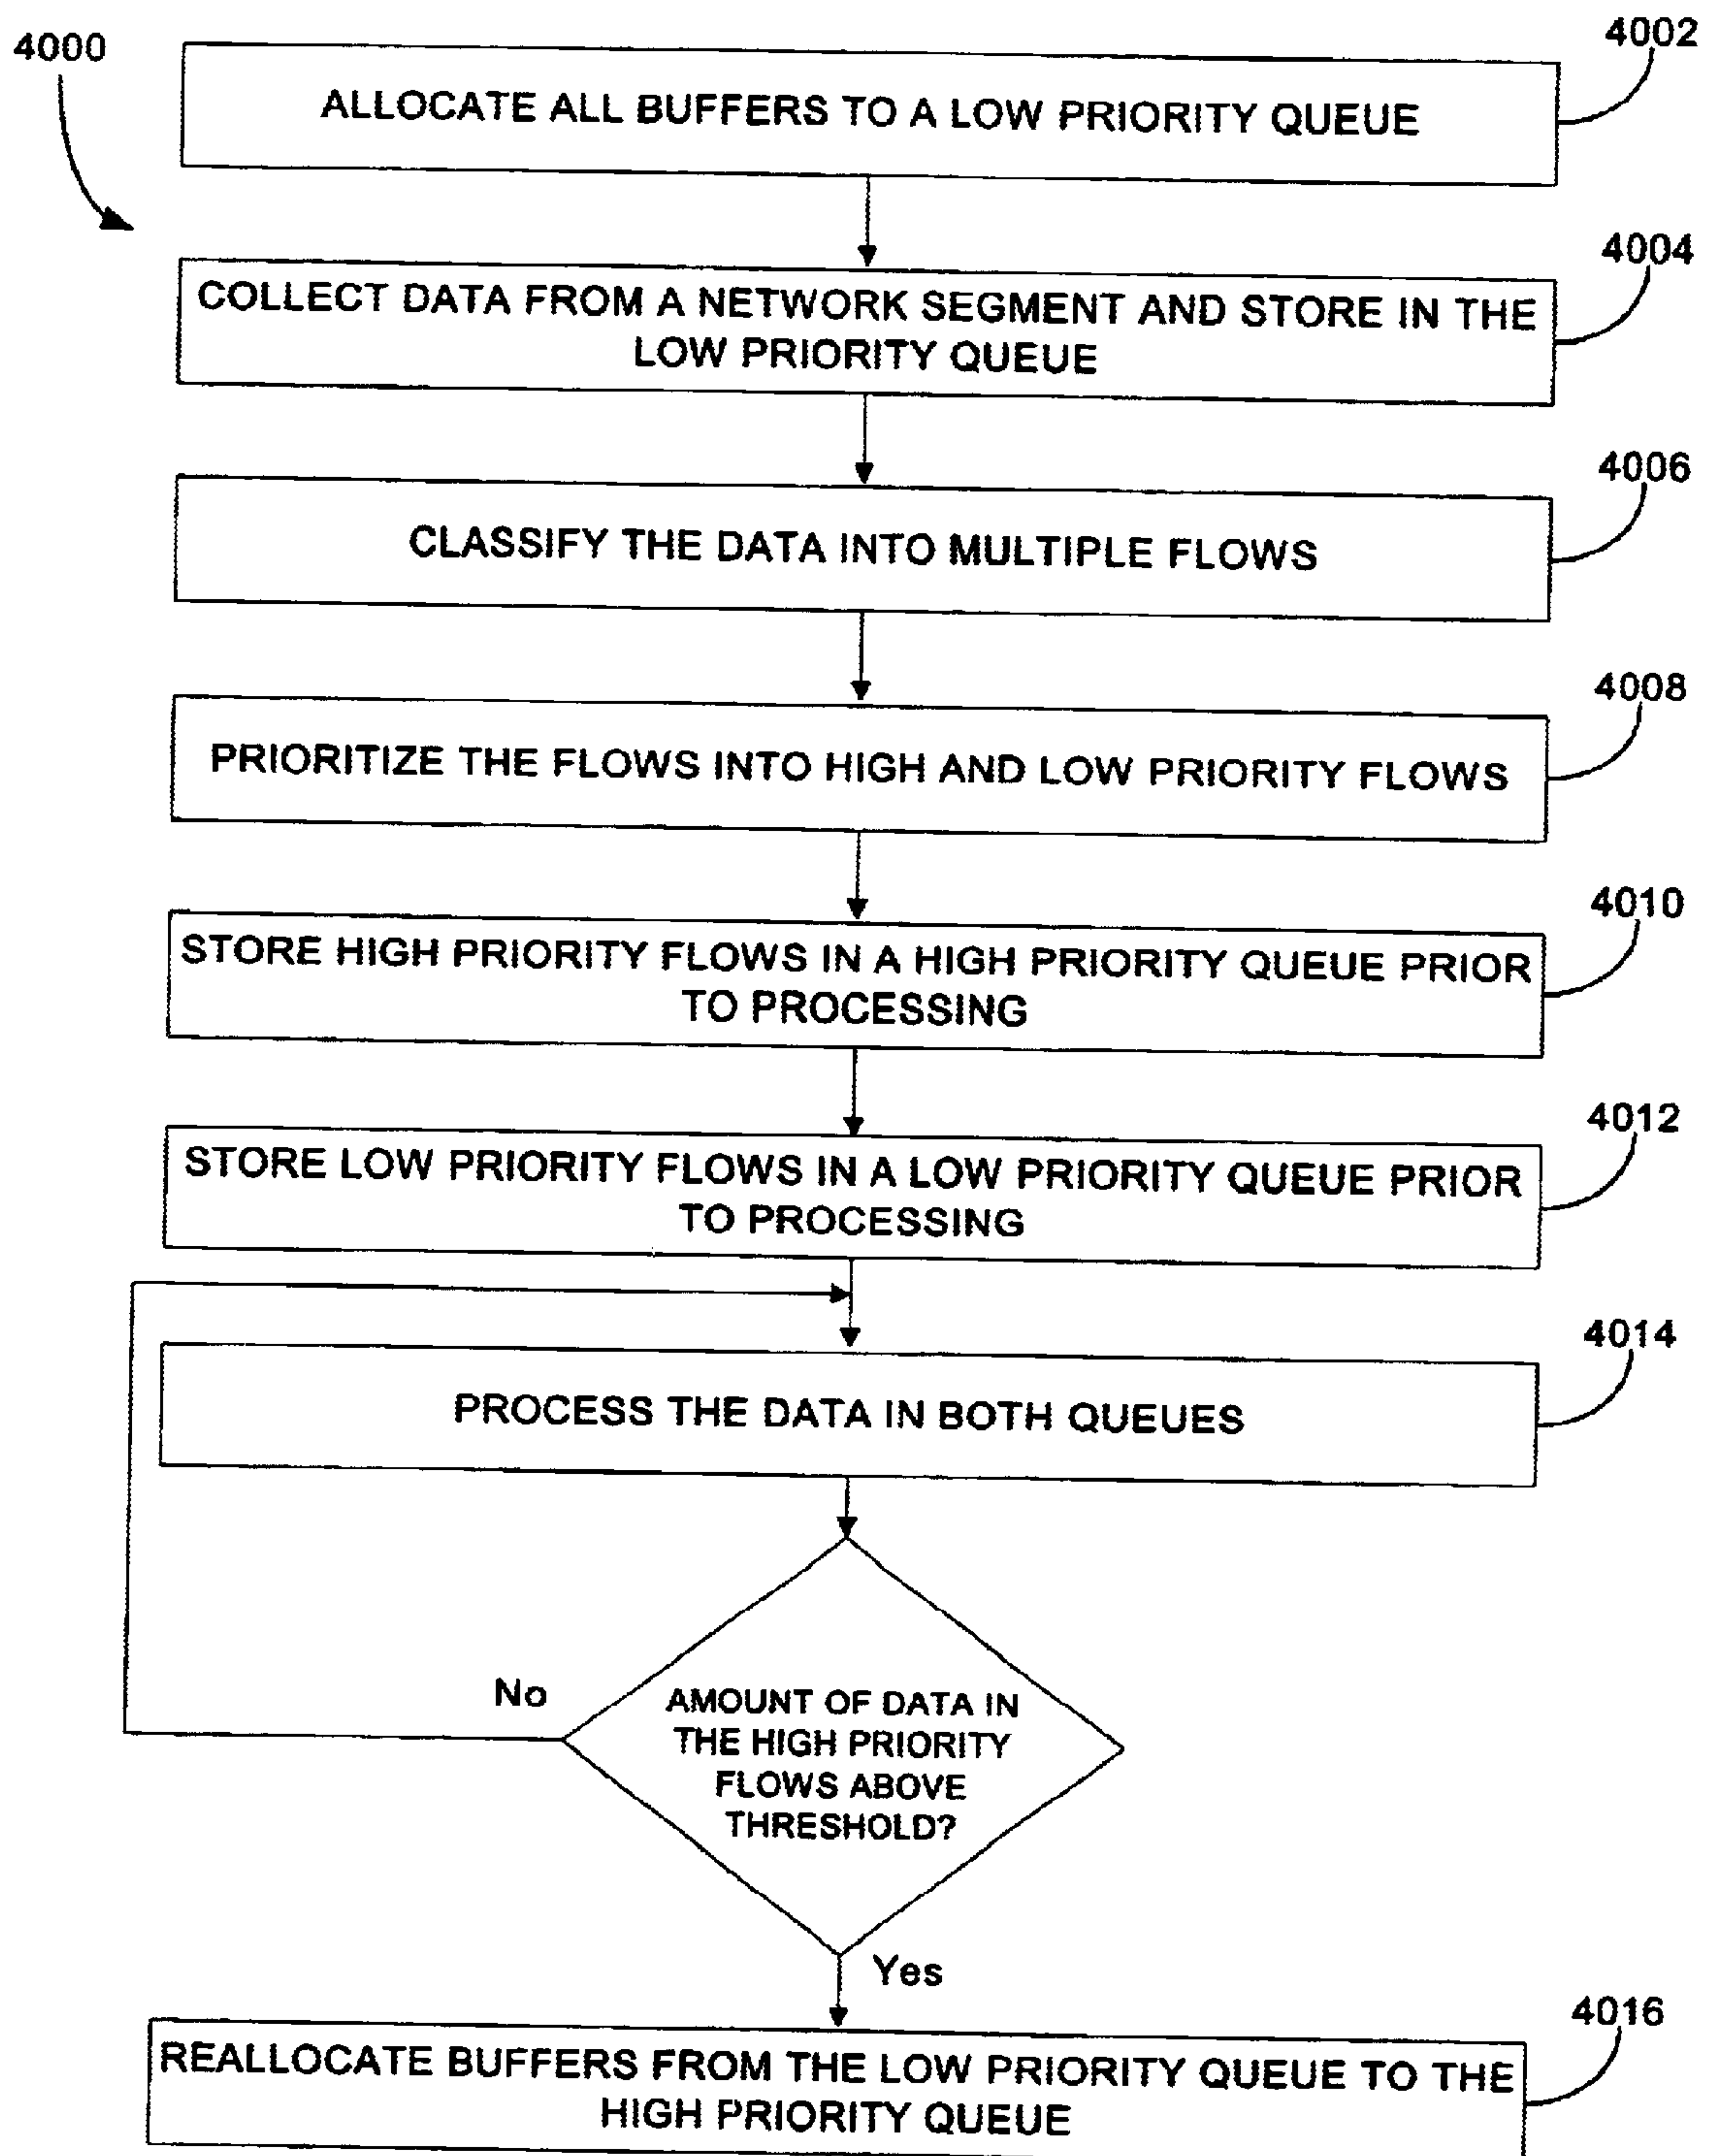 4000
4002
ALLOCATE ALL BUFFERS TO A LOW PRIORITY QUEUE
4004
COLLECT DATA FROM A NETWORK SEGMENT AND STORE IN THE
LOW PRIORITY QUEUE
4006
CLASSIFY THE DATA INTO MULTIPLE FLOWS
4008
PRIORITIZE THE FLOWS INTO HIGH AND LOW PRIORITY FLOWS
4010
STORE HIGH PRIORITY FLOWS IN A HIGH PRIORITY QUEUE PRIOR
TO PROCESSING
4012
STORE LOW PRIORITY FLOWS IN A LOW PRIORITY QUEUE PRIOR
TO PROCESSING
4014
PROCESS THE DATA IN BOTH QUEUES
No
AMOUNT OF DATA IN
THE HIGH PRIORITY
FLOWS ABOVE
THRESHOLD?
Yes
4016
REALLOCATE BUFFERS FROM THE LOW PRIORITY QUEUE TO THE
HIGH PRIORITY QUEUE